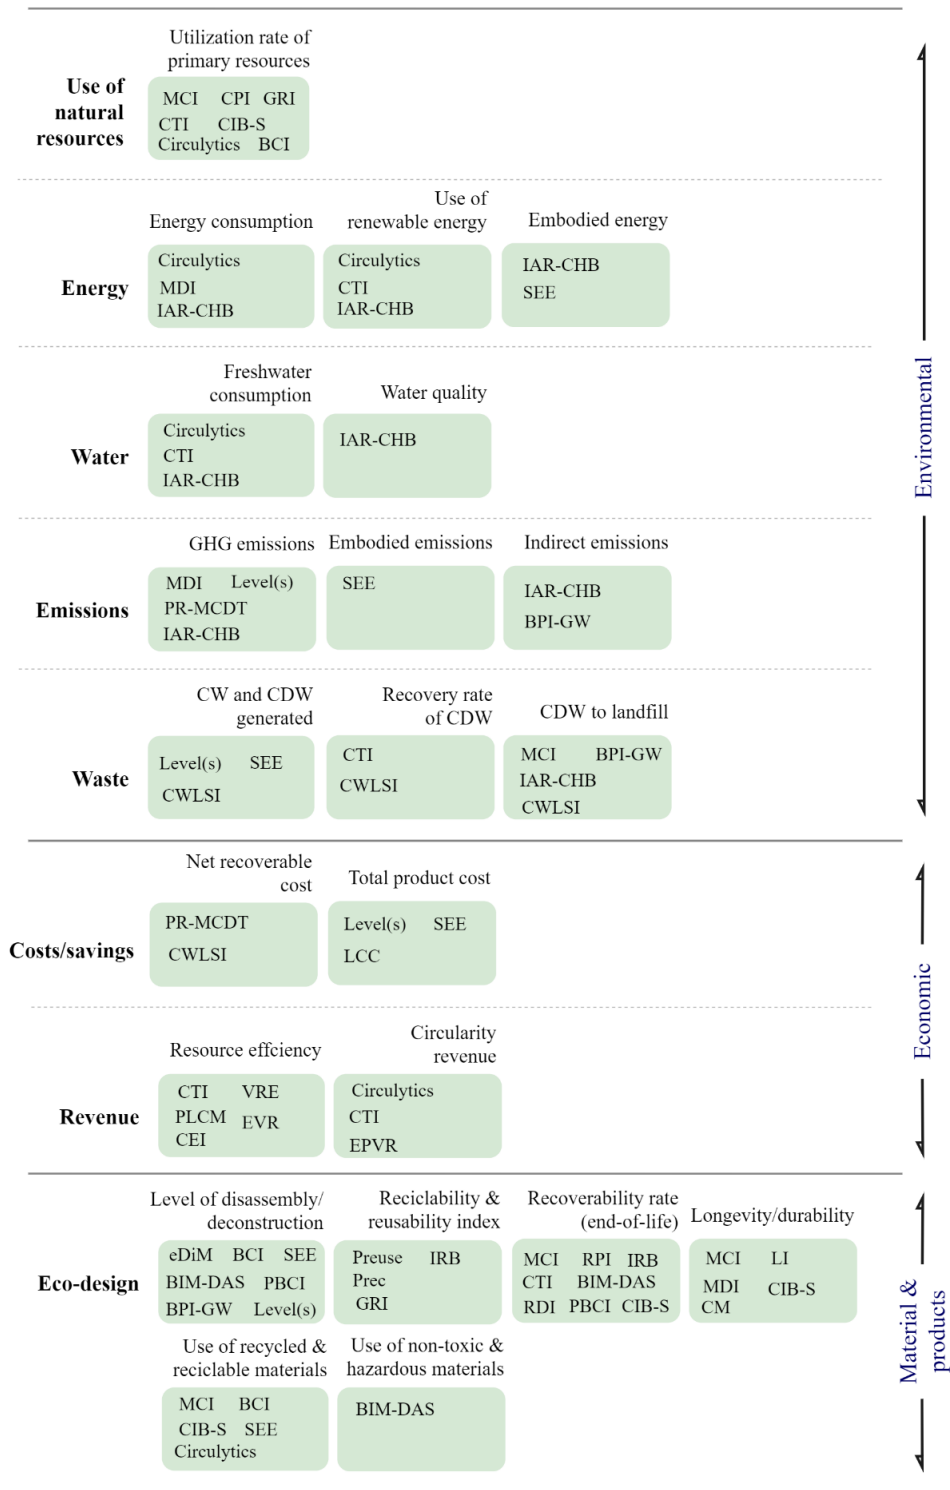 Utilization rate of
primary resources
Use of
natural
resources
MCI CPI GRI
CTI CIB-S
Circulytics BCI
Energy consumption
Use of
renewable energy
Embodied energy
Energy
Circulytics
MDI
IAR-CHB
Circulytics
CTI
IAR-CHB
IAR-CHB
SEE
Freshwater
consumption
Water quality
Water
Circulytics
CTI
IAR-CHB
IAR-CHB
GHG emissions
Embodied emissions
Indirect emissions
Emissions
MDI Level(s)
PR-MCDT
IAR-CHB
SEE
IAR-CHB
BPI-GW
CW and CDW
generated
Recovery rate
of CDW
CDW to landfill
Waste
Level(s) SEE
CWLSI
CTI
CWLSI
MCI BPI-GW
IAR-CHB
CWLSI
Environmental
Net recoverable
cost
Total product cost
Costs/savings
PR-MCDT
CWLSI
Level(s) SEE
LCC
Resource effciency
Circularity
revenue
Revenue
CTI VRE
PLCM EVR
CEI
Circulytics
CTI
EPVR
Economic
Level of disassembly/
deconstruction
Reciclability &
reusability index
Recoverability rate
(end-of-life)
Longevity/durability
Eco-design
eDiM BCI SEE
BIM-DAS PBCI
BPI-GW Level(s)
Preuse IRB
Prec
GRI
MCI RPI IRB
CTI BIM-DAS
RDI PBCI CIB-S
MCI LI
MDI CIB-S
CM
Use of recycled &
reciclable materials
Use of non-toxic &
hazardous materials
MCI BCI
CIB-S SEE
Circulytics
BIM-DAS
Material &
products